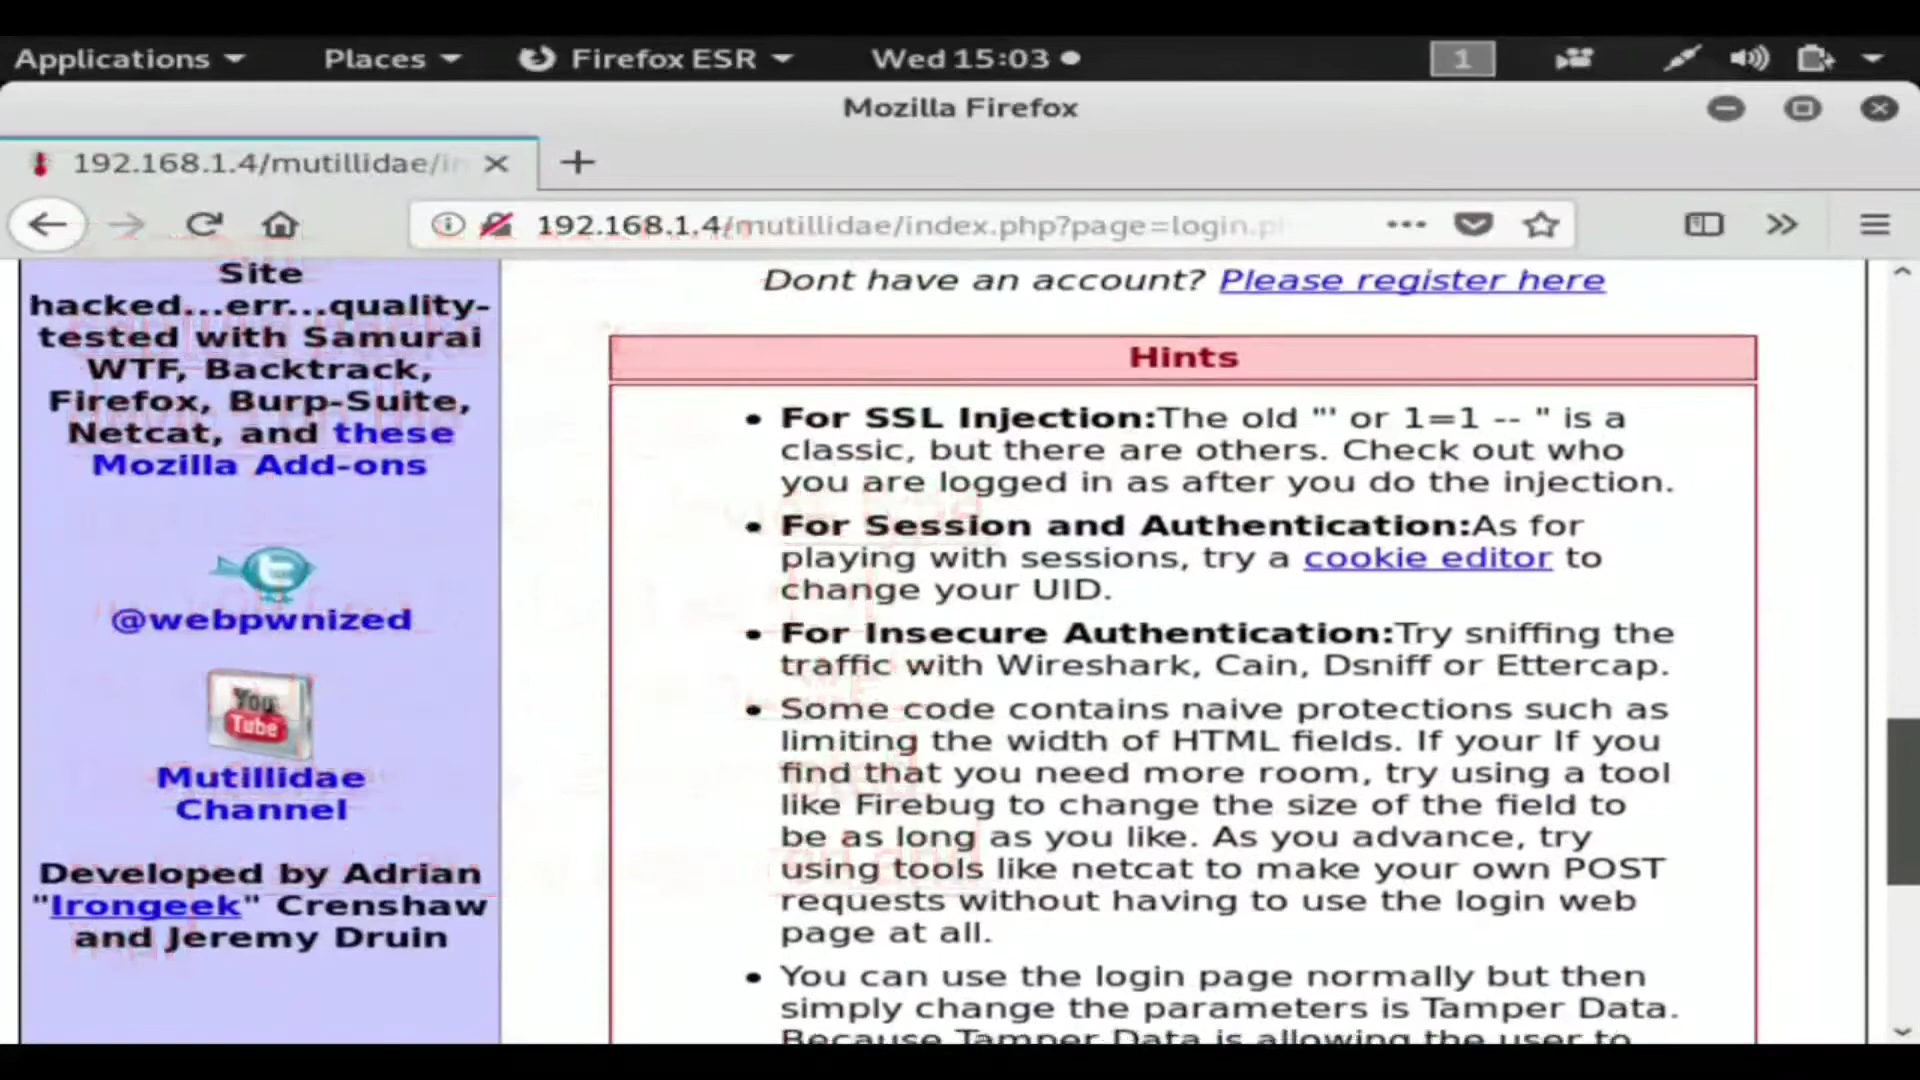 Applications
Places
Firefox ESR
Wed 15:03
1
Mozilla Firefox
192.168.1.4/mutillidae/in
192.168.1.4/mutillidae/index.php?page=login.ph
Site
hacked...err...quality-
tested with Samurai
WTF, Backtrack,
Firefox, Burp-Suite,
Netcat, and these
Mozilla Add-ons
@webpwnized
You
Tube
Mutillidae
Channel
Developed by Adrian
"Irongeek" Crenshaw
and Jeremy Druin
Dont have an account? Please register here
Hints
• For SSL Injection:The old "' or 1=1 -- " is a
classic, but there are others. Check out who
you are logged in as after you do the injection.
• For Session and Authentication:As for
playing with sessions, try a cookie editor to
change your UID.
• For Insecure Authentication:Try sniffing the
traffic with Wireshark, Cain, Dsniff or Ettercap.
• Some code contains naive protections such as
limiting the width of HTML fields. If your If you
find that you need more room, try using a tool
like Firebug to change the size of the field to
be as long as you like. As you advance, try
using tools like netcat to make your own POST
requests without having to use the login web
page at all.
• You can use the login page normally but then
simply change the parameters is Tamper Data.
Because Tamper Data is allowing the user to